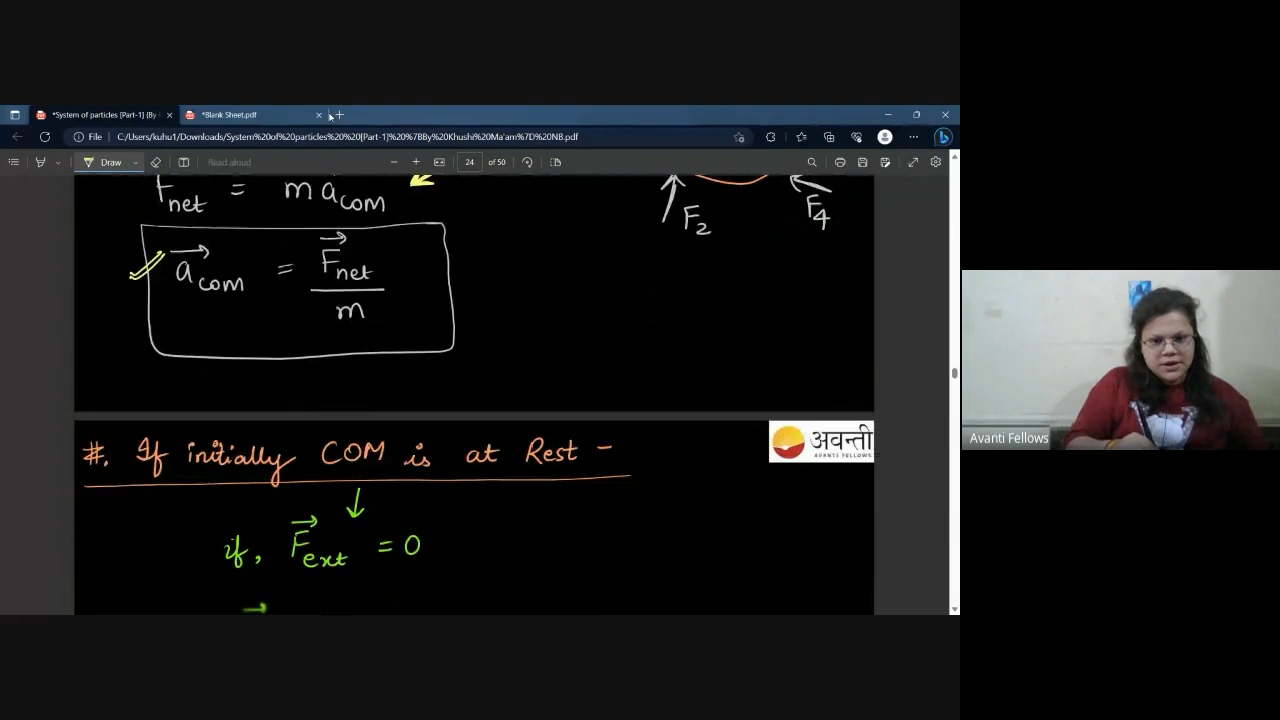 *System of particles [Part-1] (By
*Blank Sheet.pdf
File
C:/Users/kuhu1/Downloads/System%20of%20particles%20%20[Part-1]%20%7BBy%20Khushi%20Ma'am%7D%20NB.pdf
Draw
Read aloud
24 of 50
F net = m a com
F2
F4
a com = F net
m
#. If initially COM is at Rest -
अवन्ती
AVANTI FELLOWS
if, F ext = 0
Avanti Fellows